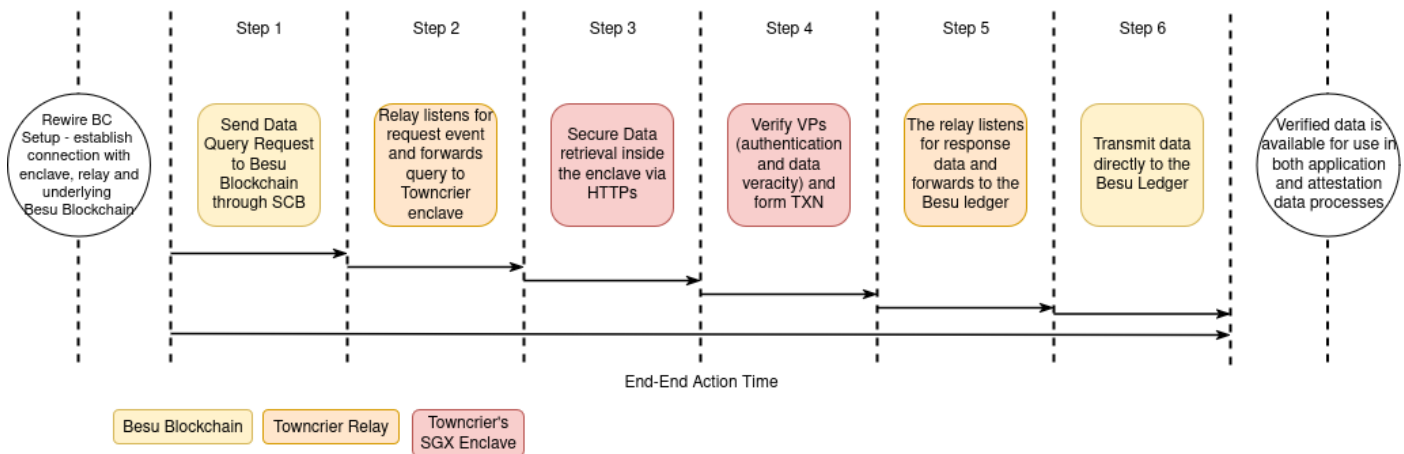 Step 1
Step 2
Step 3
Step 4
Step 5
Step 6
Rewire BC
Setup - establish
connection with
enclave, relay and
underlying
Besu Blockchain
Send Data
Query Request
to Besu
Blockchain
through SCB
Relay listens for
request event
and forwards
query to
Towncrier
enclave
Secure Data
retrieval inside
the enclave via
HTTPs
Verify VPs
(authentication
and data
veracity) and
form TXN
The relay listens
for response
data and
forwards to the
Besu ledger
Transmit data
directly to the
Besu Ledger
Verified data is
available for use in
both application
and attestation
data processes
End-End Action Time
Besu Blockchain
Towncrier Relay
Towncrier's
SGX Enclave